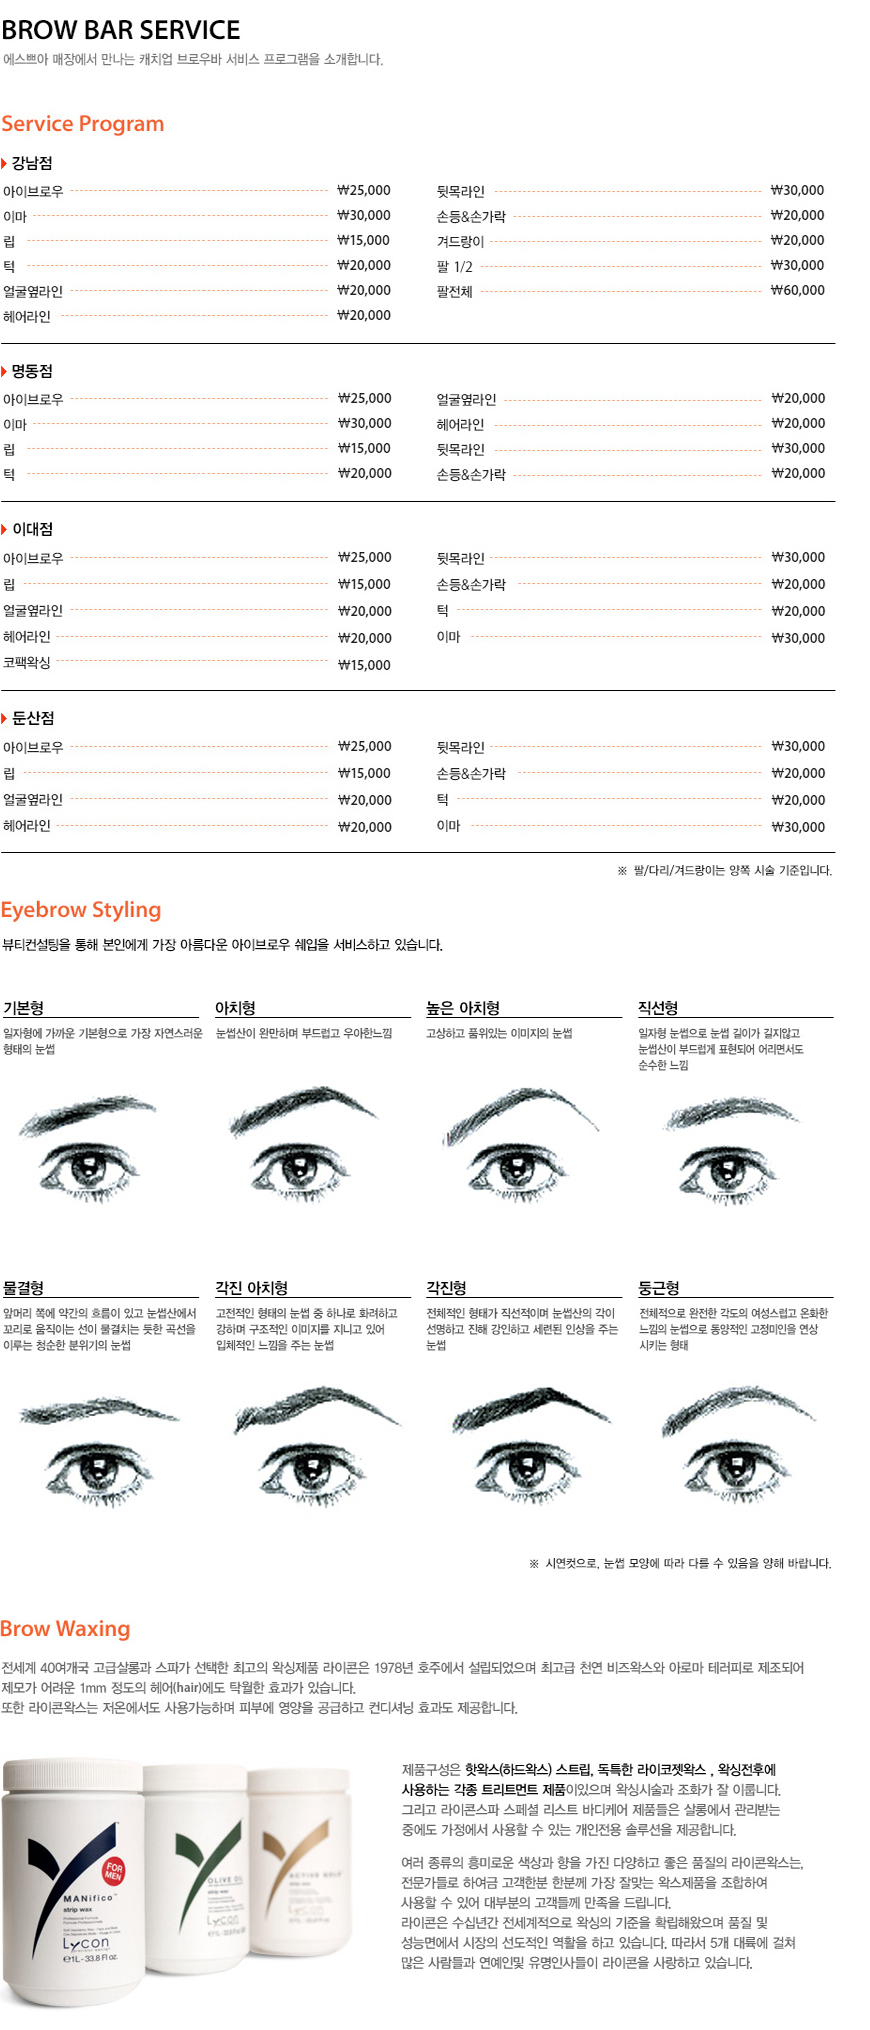 BROW BAR SERVICE
에스쁘아 매장에서 만나는 캐치업 브로우바 서비스 프로그램을 소개합니다.
Service Program
강남점
아이브로우 ₩25,000
이마 ₩30,000
립 ₩15,000
턱 ₩20,000
얼굴옆라인 ₩20,000
헤어라인 ₩20,000
뒷목라인 ₩30,000
손등&손가락 ₩20,000
겨드랑이 ₩20,000
팔 1/2 ₩30,000
팔전체 ₩60,000
명동점
아이브로우 ₩25,000
이마 ₩30,000
립 ₩15,000
턱 ₩20,000
얼굴옆라인 ₩20,000
헤어라인 ₩20,000
뒷목라인 ₩30,000
손등&손가락 ₩20,000
이대점
아이브로우 ₩25,000
립 ₩15,000
얼굴옆라인 ₩20,000
헤어라인 ₩20,000
코팩왁싱 ₩15,000
뒷목라인 ₩30,000
손등&손가락 ₩20,000
턱 ₩20,000
이마 ₩30,000
둔산점
아이브로우 ₩25,000
립 ₩15,000
얼굴옆라인 ₩20,000
헤어라인 ₩20,000
뒷목라인 ₩30,000
손등&손가락 ₩20,000
턱 ₩20,000
이마 ₩30,000
※ 팔/다리/겨드랑이는 양쪽 시술 기준입니다.
Eyebrow Styling
뷰티컨설팅을 통해 본인에게 가장 아름다운 아이브로우 쉐입을 서비스하고 있습니다.
기본형
일자형에 가까운 기본형으로 가장 자연스러운
형태의 눈썹
아치형
눈썹산이 완만하며 부드럽고 우아한느낌
높은 아치형
고상하고 품위있는 이미지의 눈썹
직선형
일자형 눈썹으로 눈썹 길이가 길지않고
눈썹산이 부드럽게 표현되어 어리면서도
순수한 느낌
물결형
앞머리 쪽에 약간의 흐름이 있고 눈썹산에서
꼬리로 움직이는 선이 물결치는 듯한 곡선을
이루는 청순한 분위기의 눈썹
각진 아치형
고전적인 형태의 눈썹 중 하나로 화려하고
강하며 구조적인 이미지를 지니고 있어
입체적인 느낌을 주는 눈썹
각진형
전체적인 형태가 직선적이며 눈썹산의 각이
선명하고 진해 강인하고 세련된 인상을 주는
눈썹
둥근형
전체적으로 완전한 각도의 여성스럽고 온화한
느낌의 눈썹으로 동양적인 고정미인을 연상
시키는 형태
※ 시연컷으로, 눈썹 모양에 따라 다를 수 있음을 양해 바랍니다.
Brow Waxing
전세계 40여개국 고급살롱과 스파가 선택한 최고의 왁싱제품 라이콘은 1978년 호주에서 설립되었으며 최고급 천연 비즈왁스와 아로마 테러피로 제조되어
제모가 어려운 1mm 정도의 헤어(hair)에도 탁월한 효과가 있습니다.
또한 라이콘왁스는 저온에서도 사용가능하며 피부에 영양을 공급하고 컨디셔닝 효과도 제공합니다.
FOR
MEN
MANifico™
strip wax
Lycon
℮1L-33.8 Fl oz.
OLIVE OIL
strip wax
Lycon
ACTIVE GOLD
strip wax
Lycon
제품구성은 핫왁스(하드왁스) 스트립, 독특한 라이코젯왁스 , 왁싱전후에
사용하는 각종 트리트먼트 제품이있으며 왁싱시술과 조화가 잘 이룹니다.
그리고 라이콘스파 스페셜 리스트 바디케어 제품들은 살롱에서 관리받는
중에도 가정에서 사용할 수 있는 개인전용 솔루션을 제공합니다.
여러 종류의 흥미로운 색상과 향을 가진 다양하고 좋은 품질의 라이콘왁스는,
전문가들로 하여금 고객한분 한분께 가장 잘맞는 왁스제품을 조합하여
사용할 수 있어 대부분의 고객들께 만족을 드립니다.
라이콘은 수십년간 전세계적으로 왁싱의 기준을 확립해왔으며 품질 및
성능면에서 시장의 선도적인 역활을 하고 있습니다. 따라서 5개 대륙에 걸쳐
많은 사람들과 연예인및 유명인사들이 라이콘을 사랑하고 있습니다.